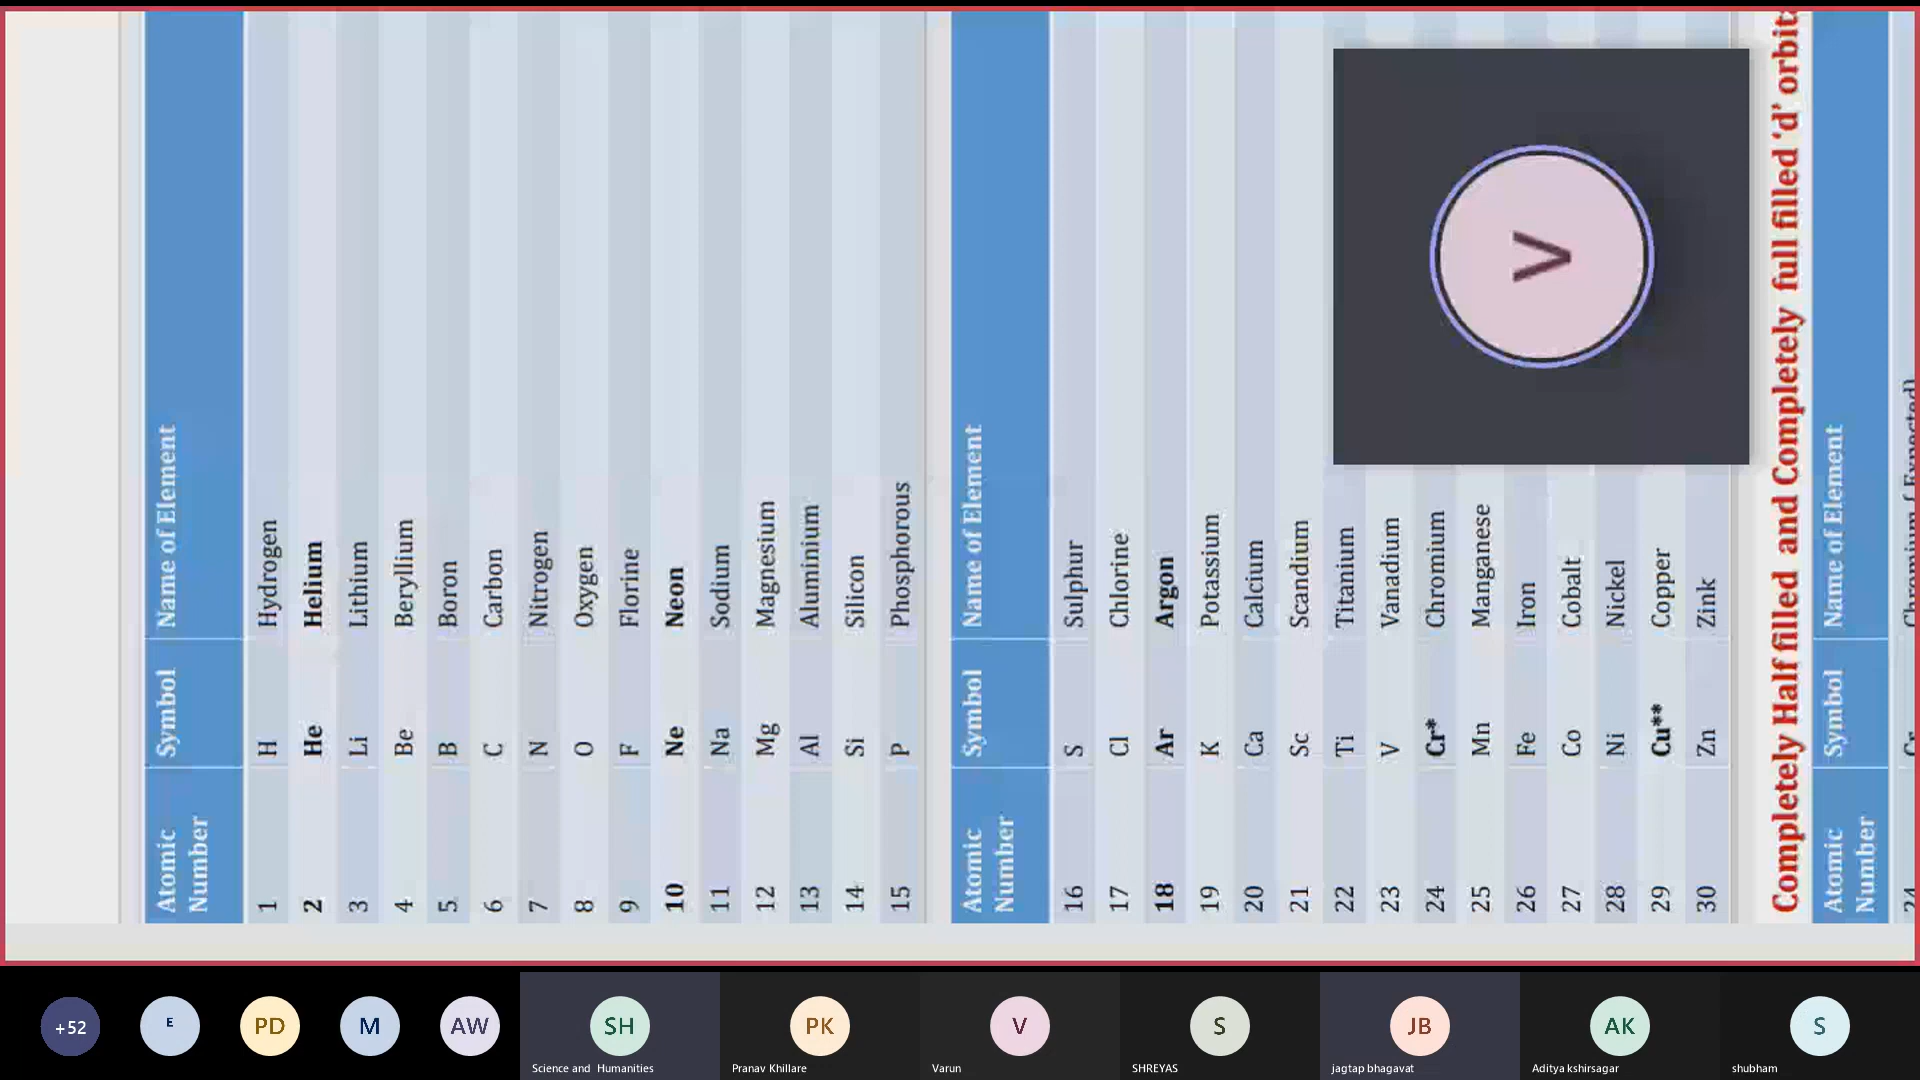 Atomic Number Symbol Name of Element
1 H Hydrogen
2 He Helium
3 Li Lithium
4 Be Beryllium
5 B Boron
6 C Carbon
7 N Nitrogen
8 O Oxygen
9 F Florine
10 Ne Neon
11 Na Sodium
12 Mg Magnesium
13 Al Aluminium
14 Si Silicon
15 P Phosphorous
Atomic Number Symbol Name of Element
16 S Sulphur
17 Cl Chlorine
18 Ar Argon
19 K Potassium
20 Ca Calcium
21 Sc Scandium
22 Ti Titanium
23 V Vanadium
24 Cr* Chromium
25 Mn Manganese
26 Fe Iron
27 Co Cobalt
28 Ni Nickel
29 Cu** Copper
30 Zn Zink
Completely Half filled and Completely full filled 'd' orbit
Atomic Number Symbol Name of Element
24 Cr Chromium
V
+52
E
PD
M
AW
SH
Science and Humanities
PK
Pranav Khillare
V
Varun
S
SHREYAS
JB
jagtap bhagavat
AK
Aditya kshirsagar
S
shubham